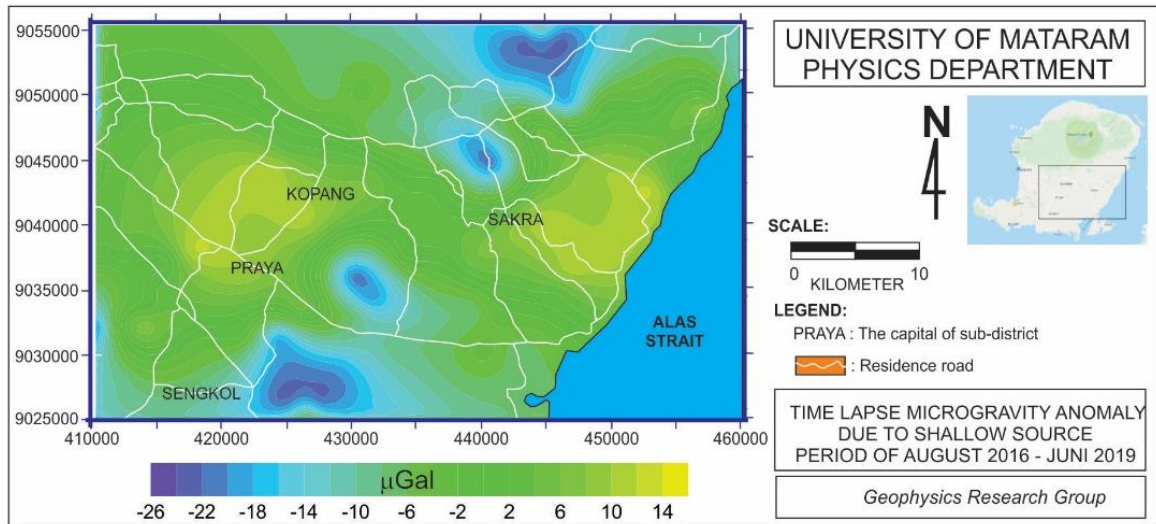 9055000
9050000
9045000
9040000
9035000
9030000
9025000
410000
420000
430000
440000
450000
460000
KOPANG
SAKRA
PRAYA
SENGKOL
ALAS
STRAIT
μGal
-26 -22 -18 -14 -10 -6 -2 2 6 10 14
UNIVERSITY OF MATARAM
PHYSICS DEPARTMENT
N
SCALE:
0 10
KILOMETER
LEGEND:
PRAYA : The capital of sub-district
: Residence road
TIME LAPSE MICROGRAVITY ANOMALY
DUE TO SHALLOW SOURCE
PERIOD OF AUGUST 2016 - JUNI 2019
Geophysics Research Group